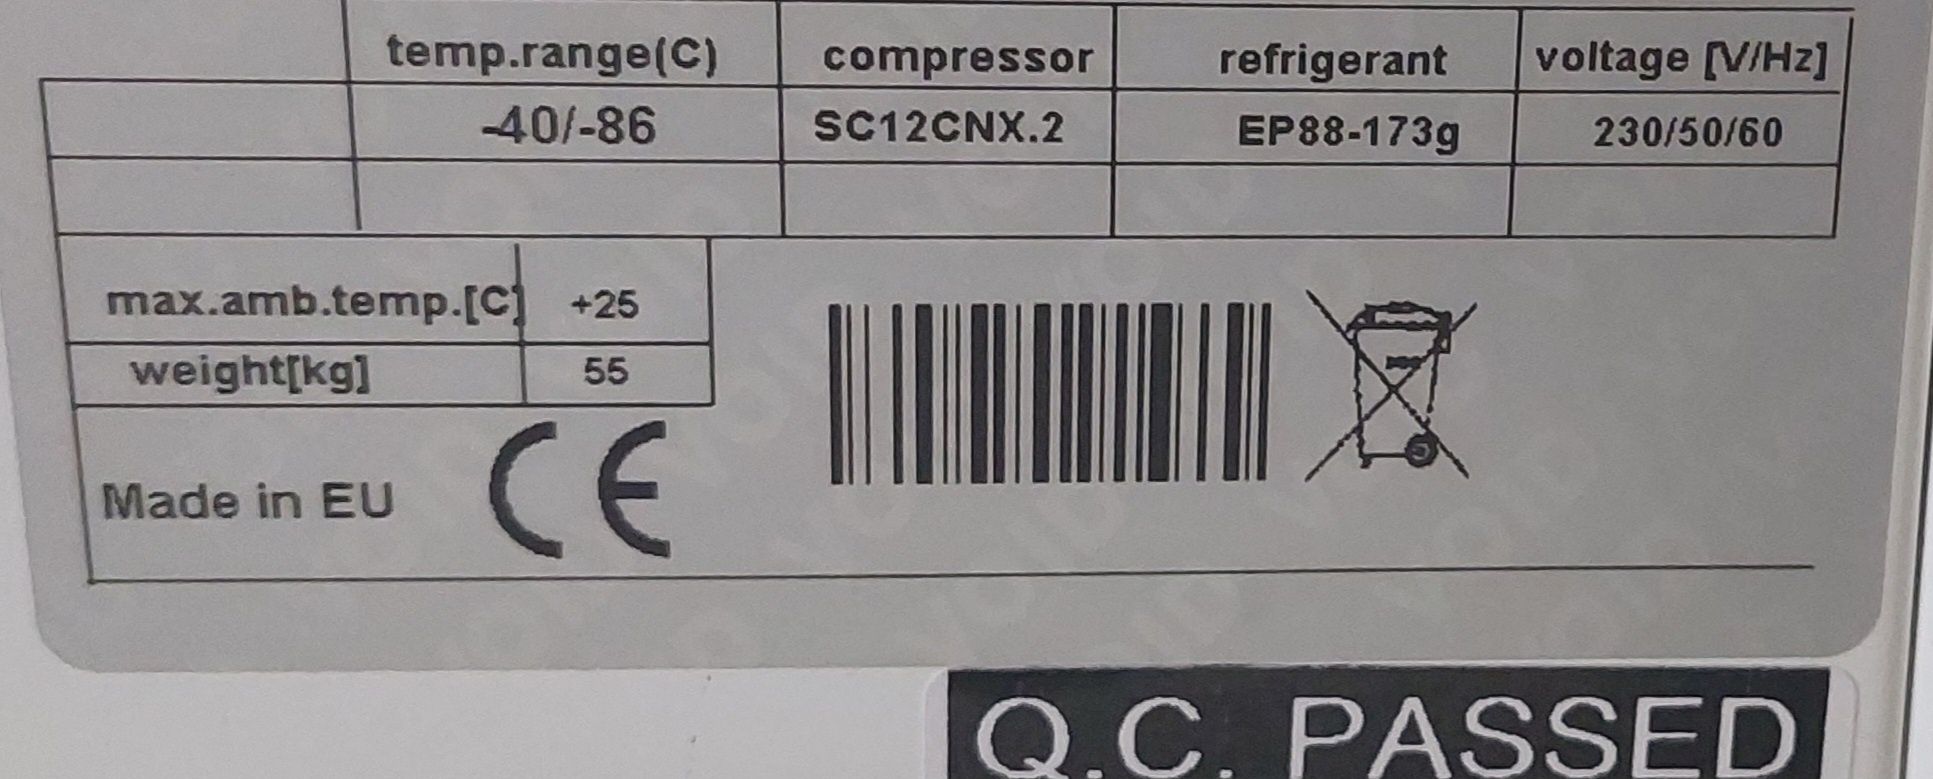 temp.range(C) compressor refrigerant voltage [V/Hz]
-40/-86 SC12CNX.2 EP88-173g 230/50/60
max.amb.temp.[C] +25
weight[kg] 55
Made in EU CE
Q.C. PASSED